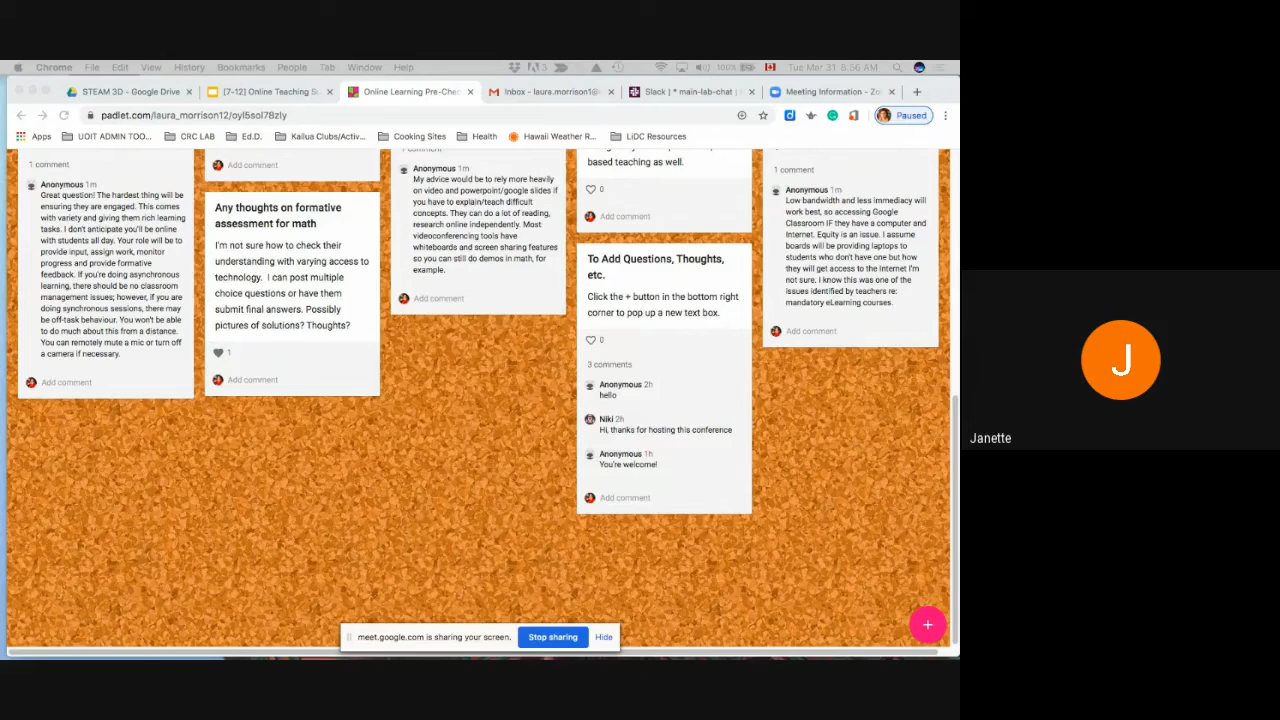 Chrome File Edit View History Bookmarks People Tab Window Help 3 100% Tue Mar 31 8:56 AM
STEAM 3D - Google Drive [7-12] Online Teaching S Online Learning Pre-Cher Inbox - laura.morrison1@ Slack | * main-lab-chat | Meeting Information - Zo
padlet.com/laura_morrison12/oyl5sol78zly Paused
Apps UOIT ADMIN TOO... CRC LAB Ed.D. Kailua Clubs/Activ... Cooking Sites Health Hawaii Weather R... LiDC Resources
1 comment
Anonymous 1m
Great question! The hardest thing will be
ensuring they are engaged. This comes
with variety and giving them rich learning
tasks. I don't anticipate you'll be online
with students all day. Your role will be to
provide input, assign work, monitor
progress and provide formative
feedback. If you're doing asynchronous
learning, there should be no classroom
management issues; however, if you are
doing synchronous sessions, there may
be off-task behaviour. You won't be able
to do much about this from a distance.
You can remotely mute a mic or turn off
a camera if necessary.
Add comment
Add comment
Any thoughts on formative
assessment for math
I'm not sure how to check their
understanding with varying access to
technology. I can post multiple
choice questions or have them
submit final answers. Possibly
pictures of solutions? Thoughts?
1
Add comment
1 comment
Anonymous 1m
My advice would be to rely more heavily
on video and powerpoint/google slides if
you have to explain/teach difficult
concepts. They can do a lot of reading,
research online independently. Most
videoconferencing tools have
whiteboards and screen sharing features
so you can still do demos in math, for
example.
Add comment
based teaching as well.
0
Add comment
To Add Questions, Thoughts,
etc.
Click the + button in the bottom right
corner to pop up a new text box.
0
3 comments
Anonymous 2h
hello
Niki 2h
Hi, thanks for hosting this conference
Anonymous 1h
You're welcome!
Add comment
1 comment
Anonymous 1m
Low bandwidth and less immediacy will
work best, so accessing Google
Classroom IF they have a computer and
Internet. Equity is an issue. I assume
boards will be providing laptops to
students who don't have one but how
they will get access to the Internet I'm
not sure. I know this was one of the
issues identified by teachers re:
mandatory eLearning courses.
Add comment
meet.google.com is sharing your screen. Stop sharing Hide
J
Janette